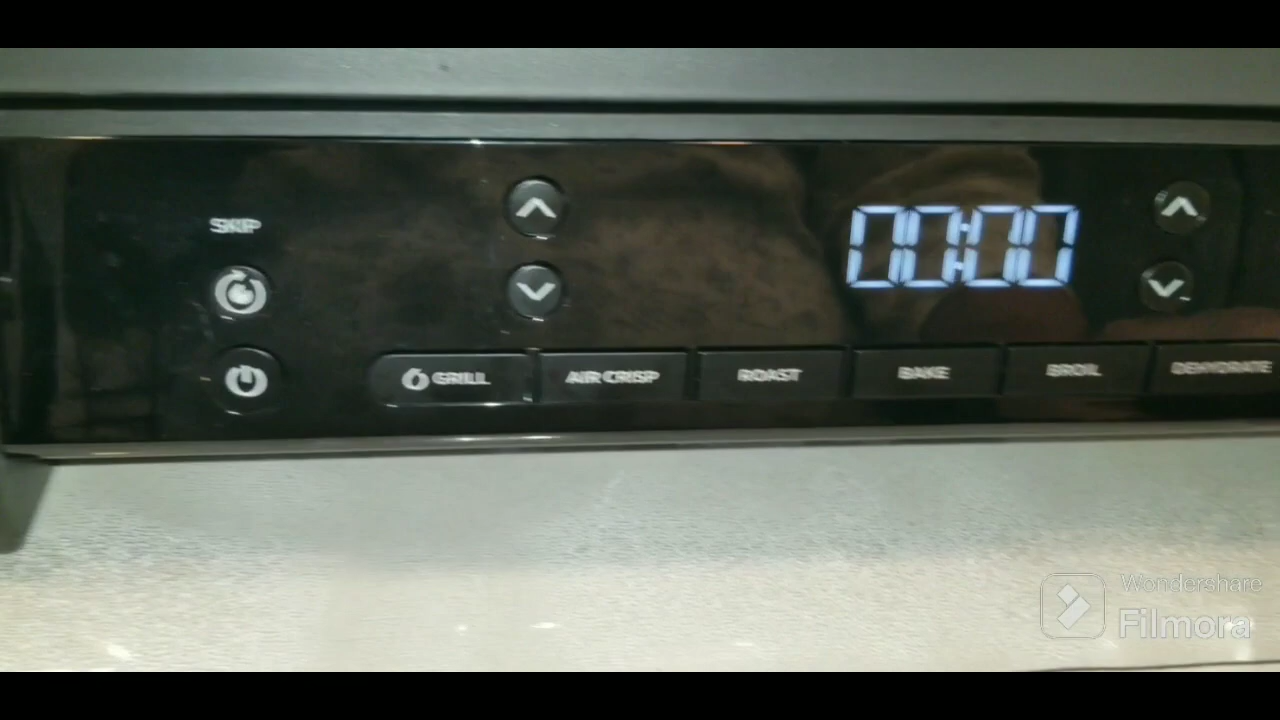 SKIP
00:00
GRILL
AIR CRISP
ROAST
BAKE
BROIL
DEHYDRATE
Wondershare
Filmora